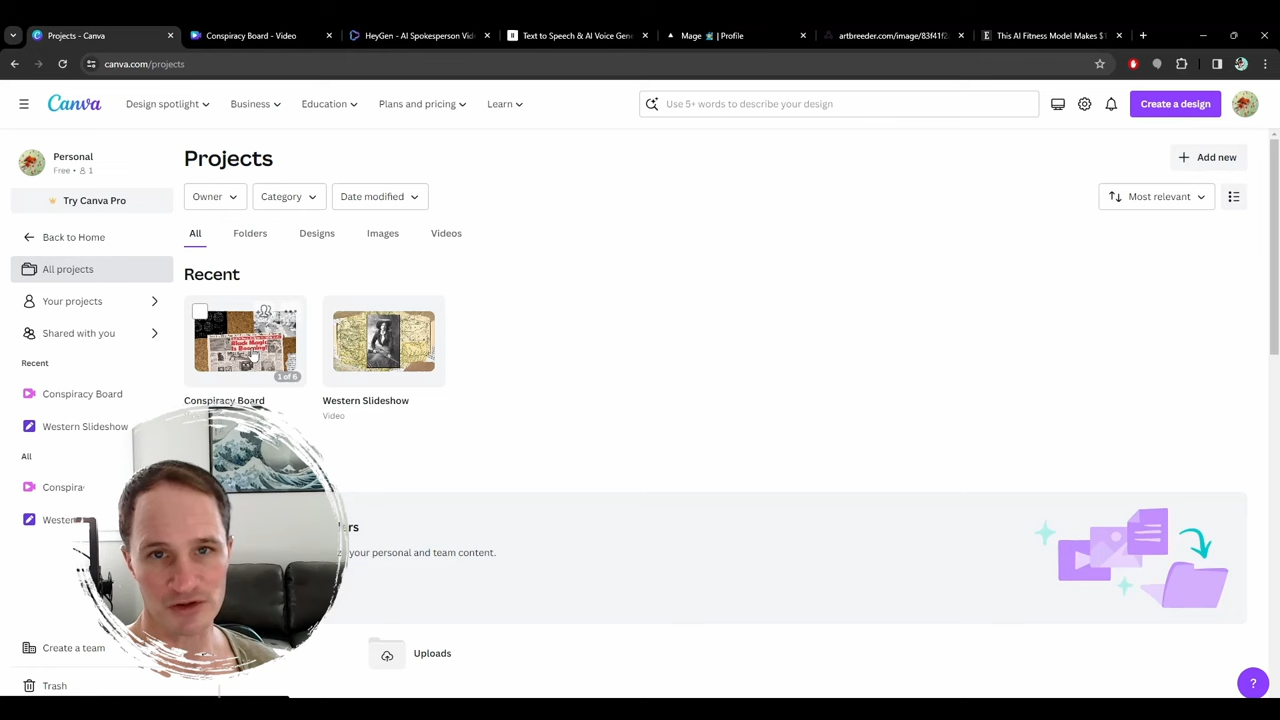 Projects - Canva
Conspiracy Board - Video
HeyGen - AI Spokesperson Vid
Text to Speech & AI Voice Gen
Mage | Profile
artbreeder.com/image/83f41f2
This AI Fitness Model Makes $
canva.com/projects
Canva
Design spotlight
Business
Education
Plans and pricing
Learn
Use 5+ words to describe your design
Create a design
Personal
Free • 1
Try Canva Pro
Back to Home
All projects
Your projects
Shared with you
Recent
Conspiracy Board
Western Slideshow
All
Conspira
Western
Create a team
Trash
Projects
Add new
Owner
Category
Date modified
Most relevant
All
Folders
Designs
Images
Videos
Recent
Black Magic
Is Booming!
1 of 6
Conspiracy Board
Western Slideshow
Video
ers
your personal and team content.
Uploads
?